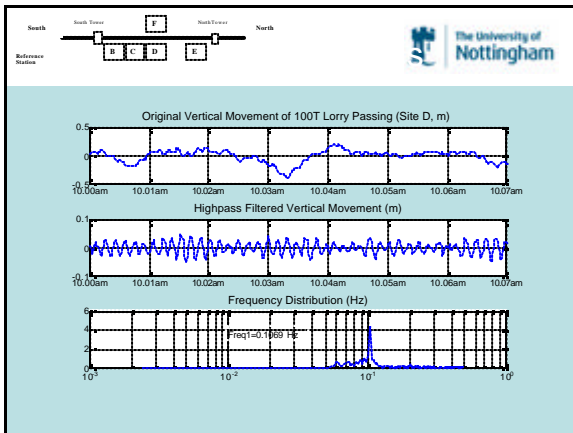 South
South Tower
F
North Tower
North
B C D E
Reference
Station
The University of
Nottingham
Original Vertical Movement of 100T Lorry Passing (Site D, m)
0.5
0
-0.5
10.00am 10.01am 10.02am 10.03am 10.04am 10.05am 10.06am 10.07am
Highpass Filtered Vertical Movement (m)
0.1
0
-0.1
10.00am 10.01am 10.02am 10.03am 10.04am 10.05am 10.06am 10.07am
Frequency Distribution (Hz)
6
4
Freq1=0.1069 Hz
2
0
10⁻³ 10⁻² 10⁻¹ 10⁰